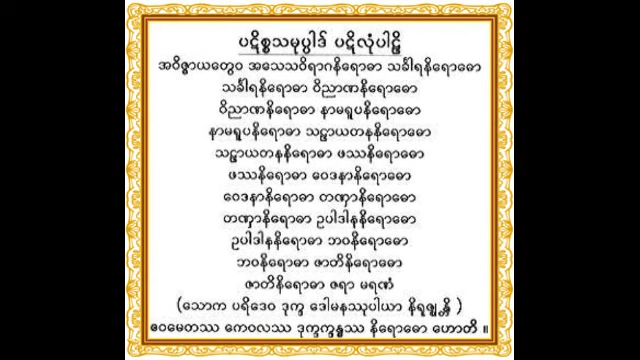 ပဋိစ္စသမုပ္ပါဒ် ပဋိလုံပါဠိ
အဝိဇ္ဇာယတွေဝ အသေသဝိရာဂနိရောဓာ သင်္ခါရနိရောဓော
သင်္ခါရနိရောဓာ ဝိညာဏနိရောဓော
ဝိညာဏနိရောဓာ နာမရူပနိရောဓော
နာမရူပနိရောဓာ သဠာယတနနိရောဓော
သဠာယတနနိရောဓာ ဖဿနိရောဓော
ဖဿနိရောဓာ ဝေဒနာနိရောဓော
ဝေဒနာနိရောဓာ တဏှာနိရောဓော
တဏှာနိရောဓာ ဥပါဒါနနိရောဓော
ဥပါဒါနနိရောဓာ ဘဝနိရောဓော
ဘဝနိရောဓာ ဇာတိနိရောဓော
ဇာတိနိရောဓာ ဇရာ မရဏံ
(သောက ပရိဒေဝ ဒုက္ခ ဒေါမနဿုပါယာ နိရုဇ္ဈန္တိ )
ဧဝမေတဿ ကေဝလဿ ဒုက္ခက္ခန္ဓဿ နိရောဓော ဟောတိ ။